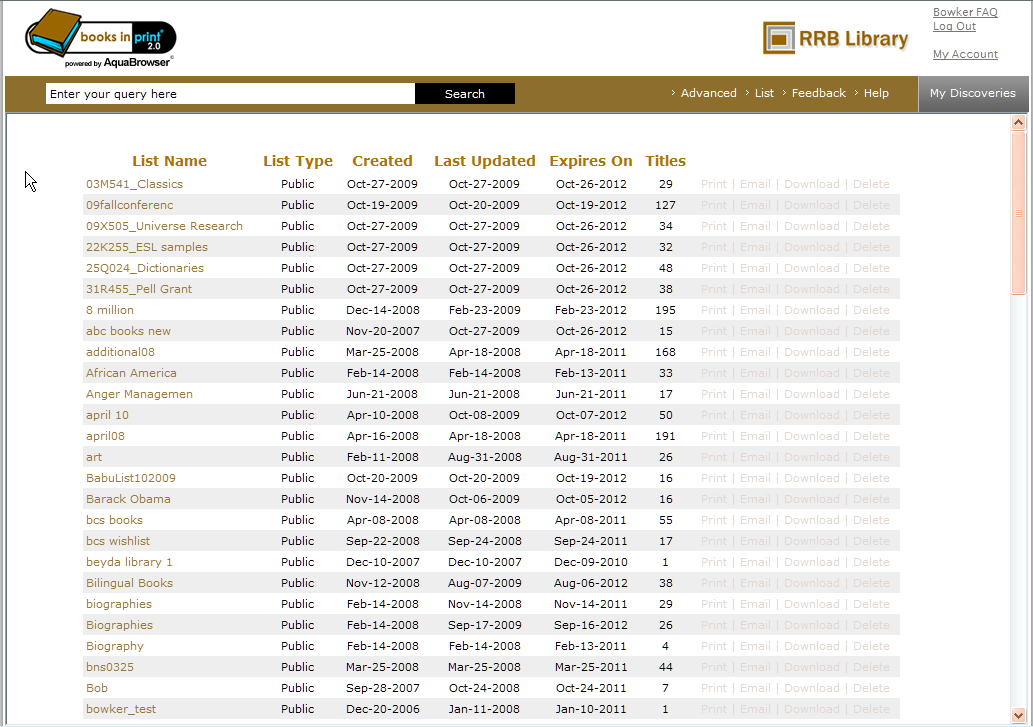 books in print® 2.0
powered by AquaBrowser®
RRB Library
Bowker FAQ
Log Out
My Account
Enter your query here Search › Advanced › List › Feedback › Help My Discoveries
List Name List Type Created Last Updated Expires On Titles
03M541_Classics Public Oct-27-2009 Oct-27-2009 Oct-26-2012 29 Print | Email | Download | Delete
09fallconferenc Public Oct-19-2009 Oct-20-2009 Oct-19-2012 127 Print | Email | Download | Delete
09X505_Universe Research Public Oct-27-2009 Oct-27-2009 Oct-26-2012 34 Print | Email | Download | Delete
22K255_ESL samples Public Oct-27-2009 Oct-27-2009 Oct-26-2012 32 Print | Email | Download | Delete
25Q024_Dictionaries Public Oct-27-2009 Oct-27-2009 Oct-26-2012 48 Print | Email | Download | Delete
31R455_Pell Grant Public Oct-27-2009 Oct-27-2009 Oct-26-2012 38 Print | Email | Download | Delete
8 million Public Dec-14-2008 Feb-23-2009 Feb-23-2012 195 Print | Email | Download | Delete
abc books new Public Nov-20-2007 Oct-27-2009 Oct-26-2012 15 Print | Email | Download | Delete
additional08 Public Mar-25-2008 Apr-18-2008 Apr-18-2011 168 Print | Email | Download | Delete
African America Public Feb-14-2008 Feb-14-2008 Feb-13-2011 33 Print | Email | Download | Delete
Anger Managemen Public Jun-21-2008 Jun-21-2008 Jun-21-2011 17 Print | Email | Download | Delete
april 10 Public Apr-10-2008 Oct-08-2009 Oct-07-2012 50 Print | Email | Download | Delete
april08 Public Apr-16-2008 Apr-18-2008 Apr-18-2011 191 Print | Email | Download | Delete
art Public Feb-11-2008 Aug-31-2008 Aug-31-2011 26 Print | Email | Download | Delete
BabuList102009 Public Oct-20-2009 Oct-20-2009 Oct-19-2012 16 Print | Email | Download | Delete
Barack Obama Public Nov-14-2008 Oct-06-2009 Oct-05-2012 16 Print | Email | Download | Delete
bcs books Public Apr-08-2008 Apr-08-2008 Apr-08-2011 55 Print | Email | Download | Delete
bcs wishlist Public Sep-22-2008 Sep-24-2008 Sep-24-2011 17 Print | Email | Download | Delete
beyda library 1 Public Dec-10-2007 Dec-10-2007 Dec-09-2010 1 Print | Email | Download | Delete
Bilingual Books Public Nov-12-2008 Aug-07-2009 Aug-06-2012 38 Print | Email | Download | Delete
biographies Public Feb-14-2008 Nov-14-2008 Nov-14-2011 29 Print | Email | Download | Delete
Biographies Public Feb-14-2008 Sep-17-2009 Sep-16-2012 26 Print | Email | Download | Delete
Biography Public Feb-14-2008 Feb-14-2008 Feb-13-2011 4 Print | Email | Download | Delete
bns0325 Public Mar-25-2008 Mar-25-2008 Mar-25-2011 44 Print | Email | Download | Delete
Bob Public Sep-28-2007 Oct-24-2008 Oct-24-2011 7 Print | Email | Download | Delete
bowker_test Public Dec-20-2006 Jan-11-2008 Jan-10-2011 1 Print | Email | Download | Delete